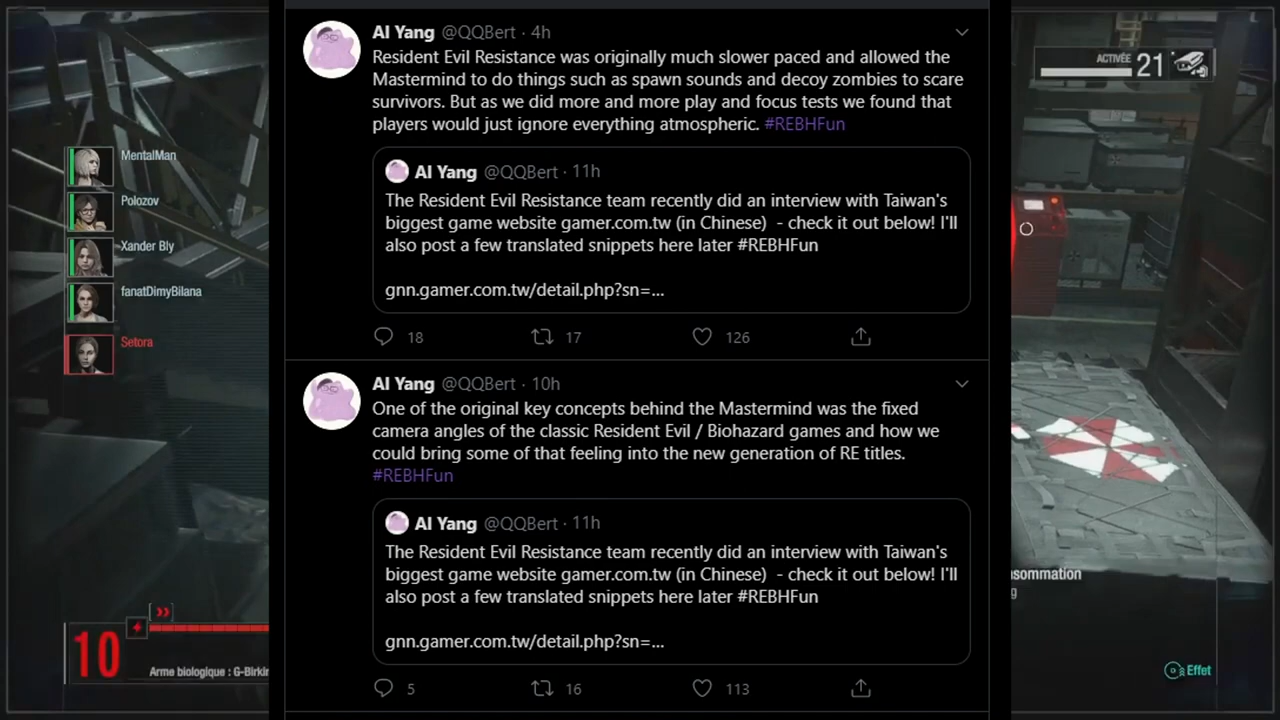 AI Yang @QQBert · 4h
Resident Evil Resistance was originally much slower paced and allowed the
Mastermind to do things such as spawn sounds and decoy zombies to scare
survivors. But as we did more and more play and focus tests we found that
players would just ignore everything atmospheric. #REBHFun
AI Yang @QQBert · 11h
The Resident Evil Resistance team recently did an interview with Taiwan's
biggest game website gamer.com.tw (in Chinese) - check it out below! I'll
also post a few translated snippets here later #REBHFun
gnn.gamer.com.tw/detail.php?sn=...
18 17 126
AI Yang @QQBert · 10h
One of the original key concepts behind the Mastermind was the fixed
camera angles of the classic Resident Evil / Biohazard games and how we
could bring some of that feeling into the new generation of RE titles.
#REBHFun
AI Yang @QQBert · 11h
The Resident Evil Resistance team recently did an interview with Taiwan's
biggest game website gamer.com.tw (in Chinese) - check it out below! I'll
also post a few translated snippets here later #REBHFun
gnn.gamer.com.tw/detail.php?sn=...
5 16 113
MentalMan
Polozov
Xander Bly
fanatDimyBilana
Setora
10
Arme biologique : G-Birkin
ACTIVÉE 21
nsommation
g
Effet